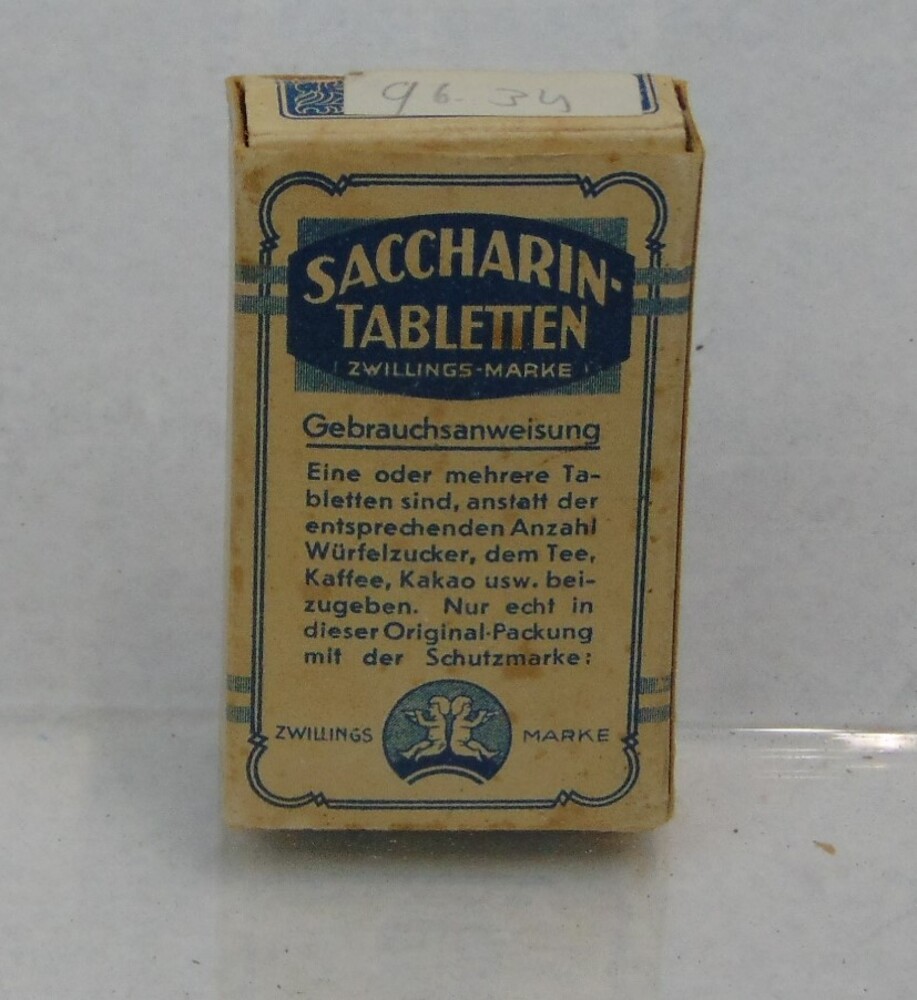 96.34
SACCHARIN-
TABLETTEN
ZWILLINGS-MARKE
Gebrauchsanweisung
Eine oder mehrere Ta-
bletten sind, anstatt der
entsprechenden Anzahl
Würfelzucker, dem Tee,
Kaffee, Kakao usw. bei-
zugeben. Nur echt in
dieser Original-Packung
mit der Schutzmarke:
ZWILLINGS MARKE